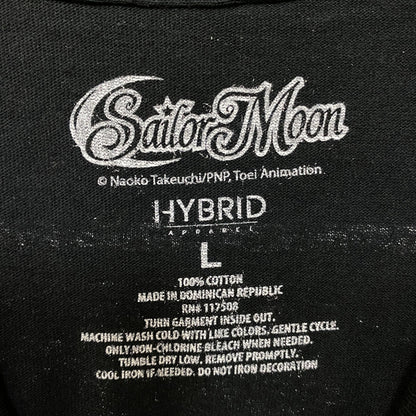 Sailor Moon
© Naoko Takeuchi/PNP, Toei Animation.
HYBRID
APPAREL
L
100% COTTON
MADE IN DOMINICAN REPUBLIC
RN# 117508
TURN GARMENT INSIDE OUT.
MACHINE WASH COLD WITH LIKE COLORS. GENTLE CYCLE.
ONLY NON-CHLORINE BLEACH WHEN NEEDED.
TUMBLE DRY LOW. REMOVE PROMPTLY.
COOL IRON IF NEEDED. DO NOT IRON DECORATION